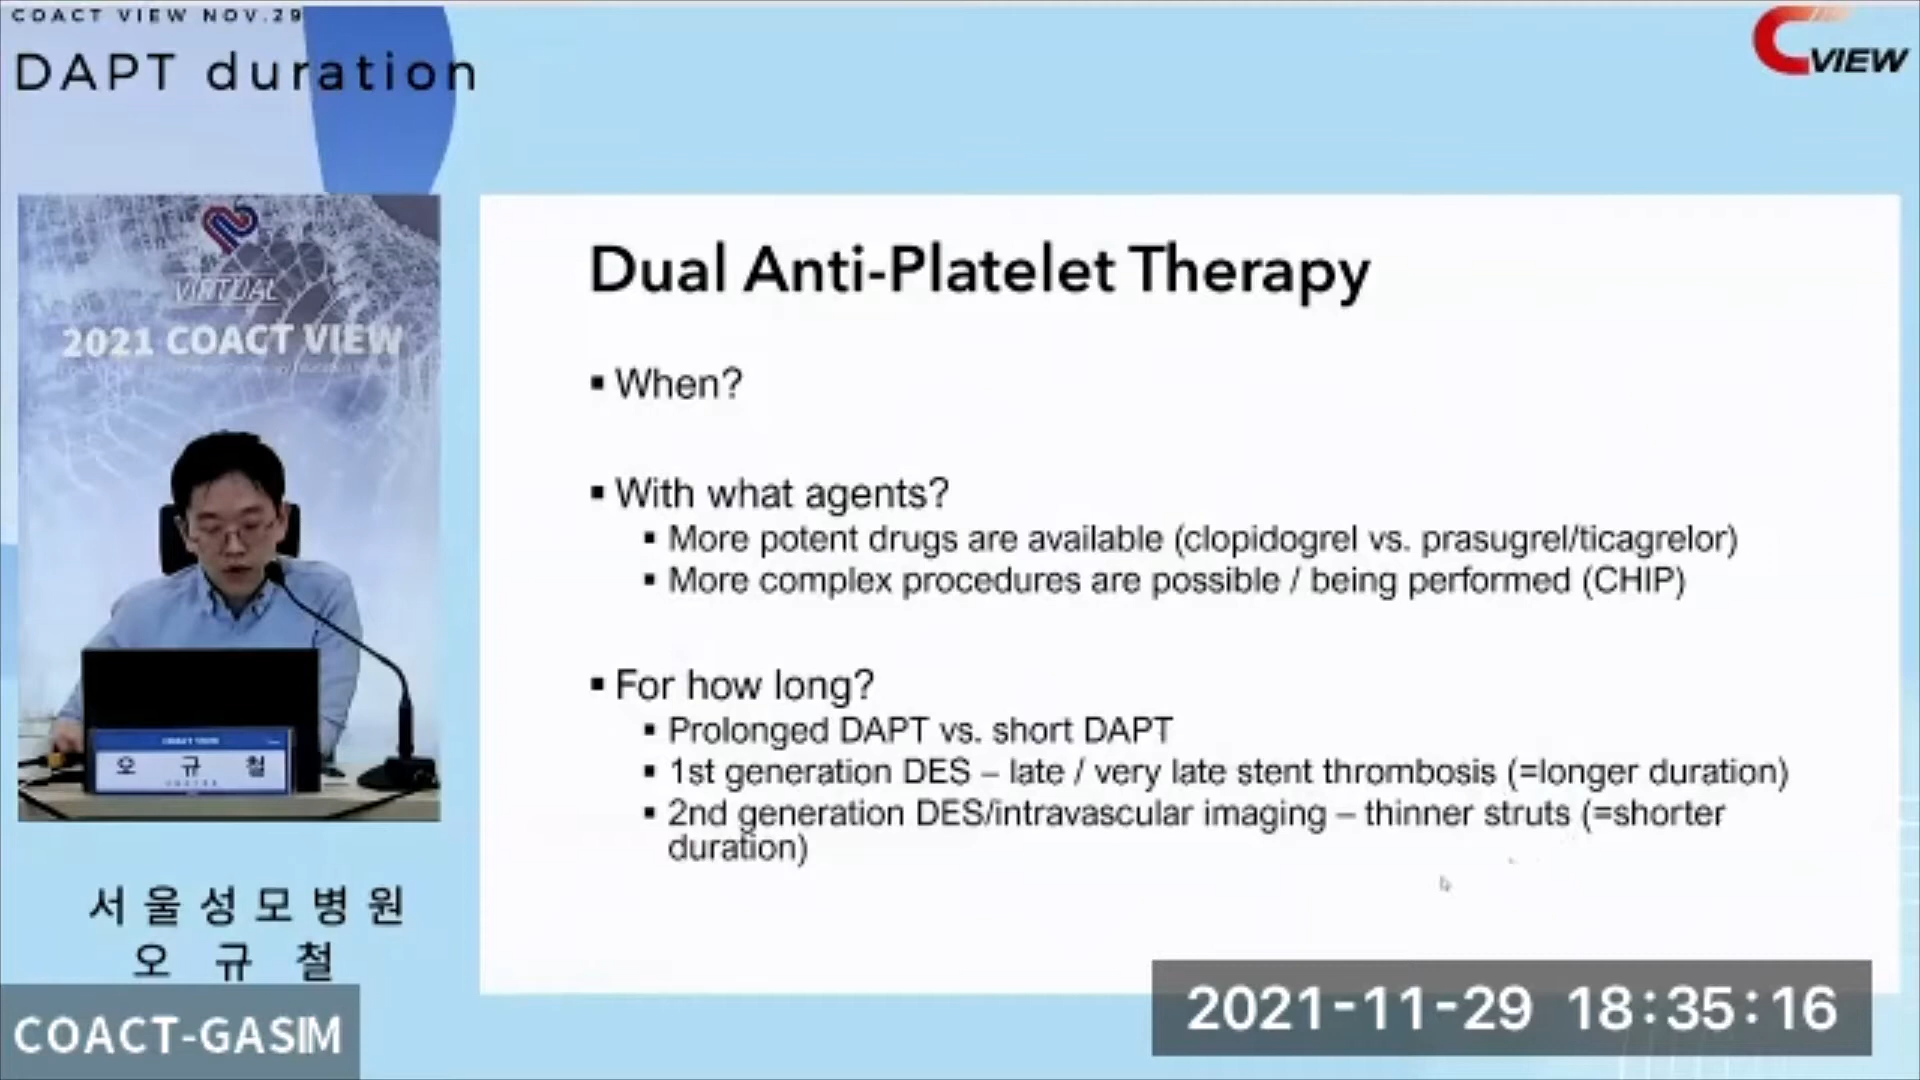 COACT VIEW NOV.29
DAPT duration
C VIEW
VIRTUAL
2021 COACT VIEW
COACT VIEW
오 규 철
서울성모병원
오 규 철
COACT-GASIM
Dual Anti-Platelet Therapy
▪ When?
▪ With what agents?
▪ More potent drugs are available (clopidogrel vs. prasugrel/ticagrelor)
▪ More complex procedures are possible / being performed (CHIP)
▪ For how long?
▪ Prolonged DAPT vs. short DAPT
▪ 1st generation DES – late / very late stent thrombosis (=longer duration)
▪ 2nd generation DES/intravascular imaging – thinner struts (=shorter
duration)
2021-11-29 18:35:16